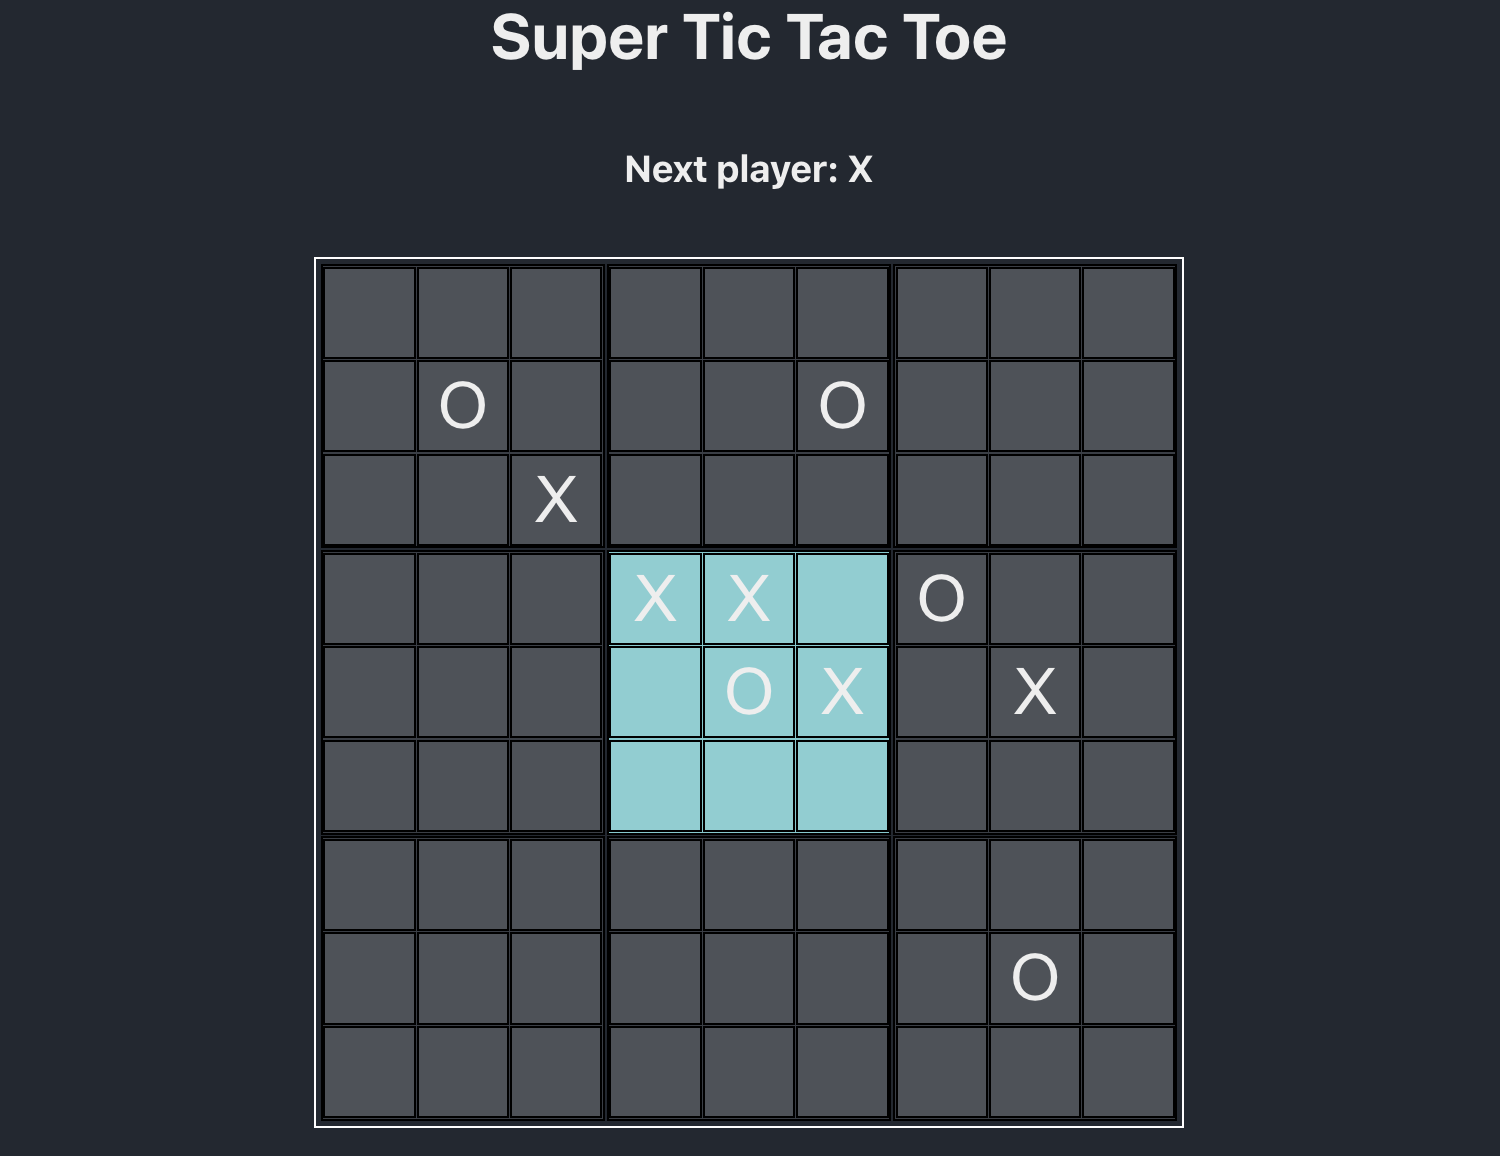 Super Tic Tac Toe
Next player: X
O O
X
X X O
O X X
O